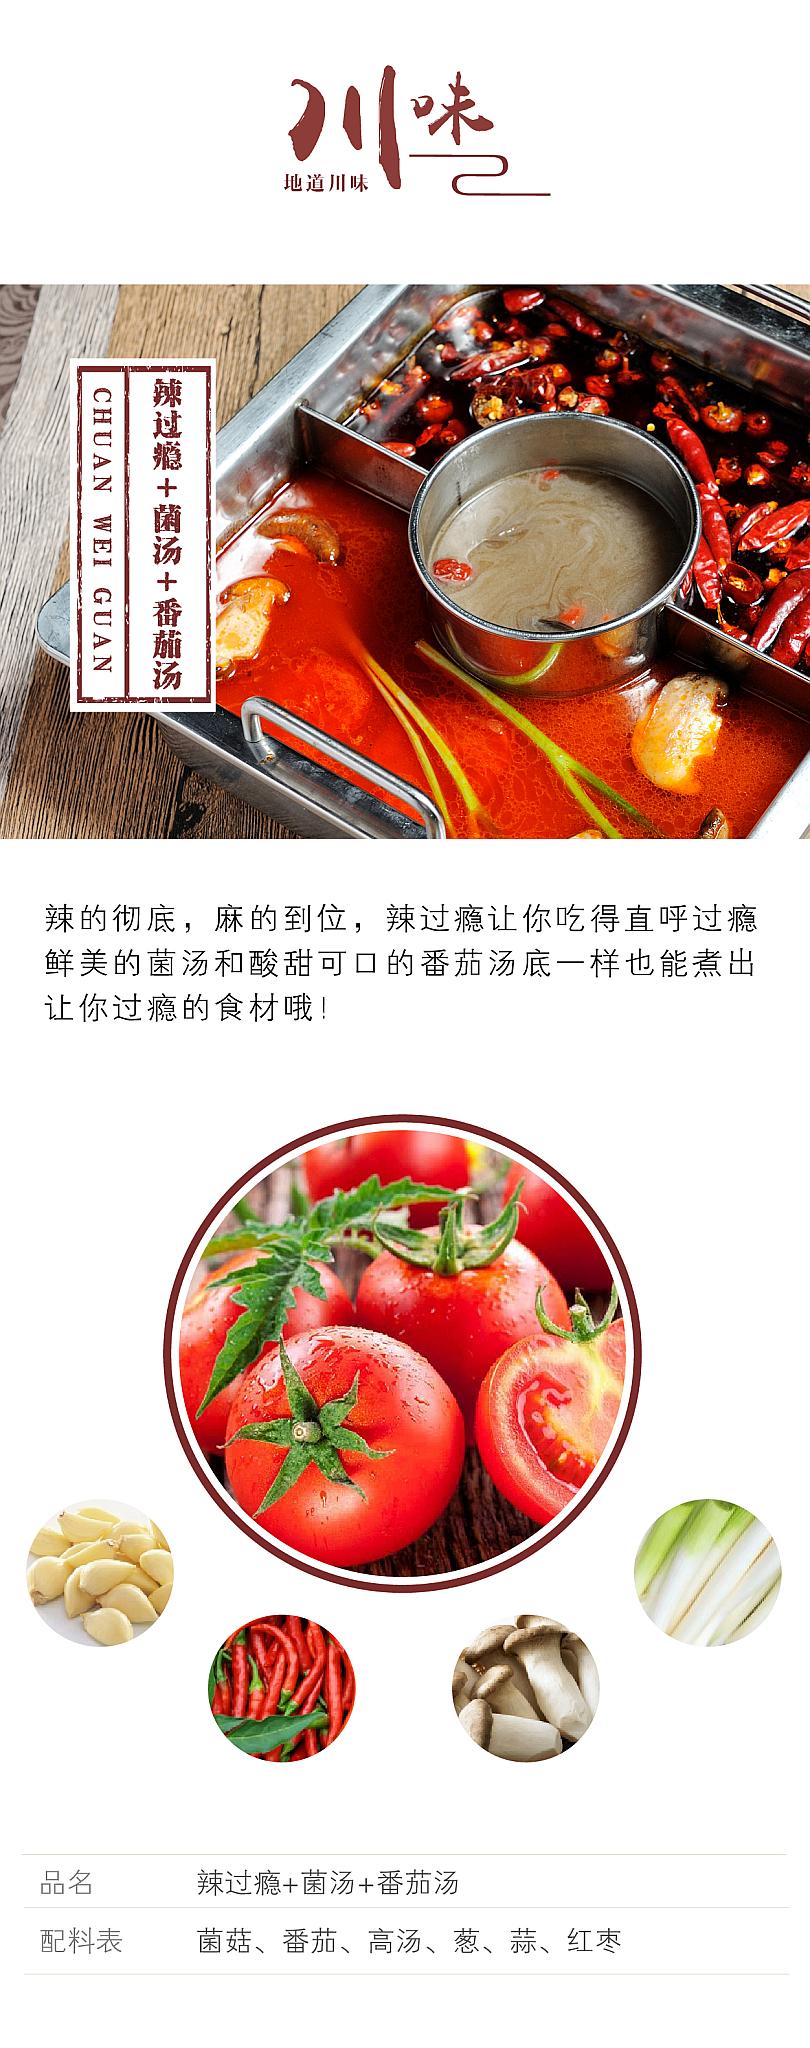 川味
地道川味
辣过瘾+菌汤+番茄汤
CHUAN WEI GUAN
辣的彻底，麻的到位，辣过瘾让你吃得直呼过瘾
鲜美的菌汤和酸甜可口的番茄汤底一样也能煮出
让你过瘾的食材哦！
品名 辣过瘾+菌汤+番茄汤
配料表 菌菇、番茄、高汤、葱、蒜、红枣